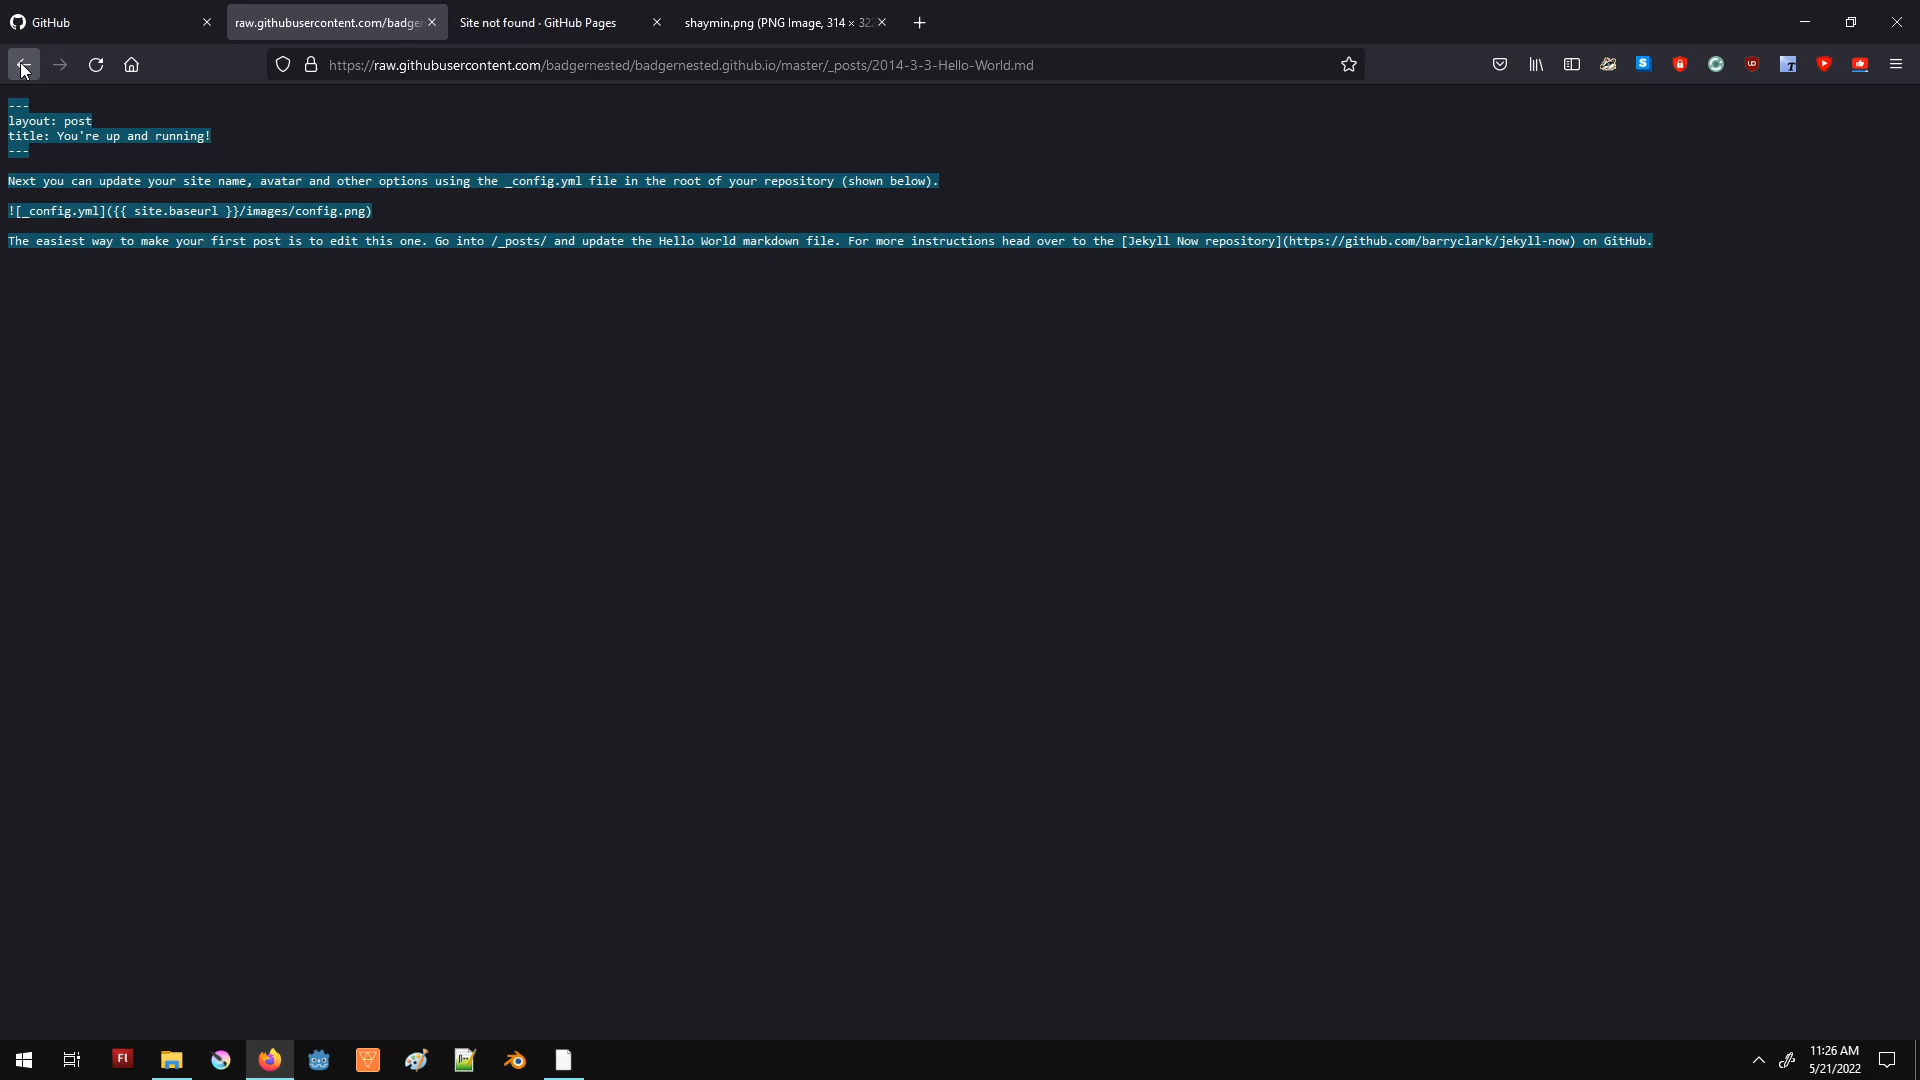 GitHub
raw.githubusercontent.com/badge
Site not found · GitHub Pages
shaymin.png (PNG Image, 314 ×
https://raw.githubusercontent.com/badgernested/badgernested.github.io/master/_posts/2014-3-3-Hello-World.md
---
layout: post
title: You're up and running!
---
Next you can update your site name, avatar and other options using the _config.yml file in the root of your repository (shown below).
![_config.yml]({{ site.baseurl }}/images/config.png)
The easiest way to make your first post is to edit this one. Go into /_posts/ and update the Hello World markdown file. For more instructions head over to the [Jekyll Now repository](https://github.com/barryclark/jekyll-now) on GitHub.
Fl
11:26 AM
5/21/2022